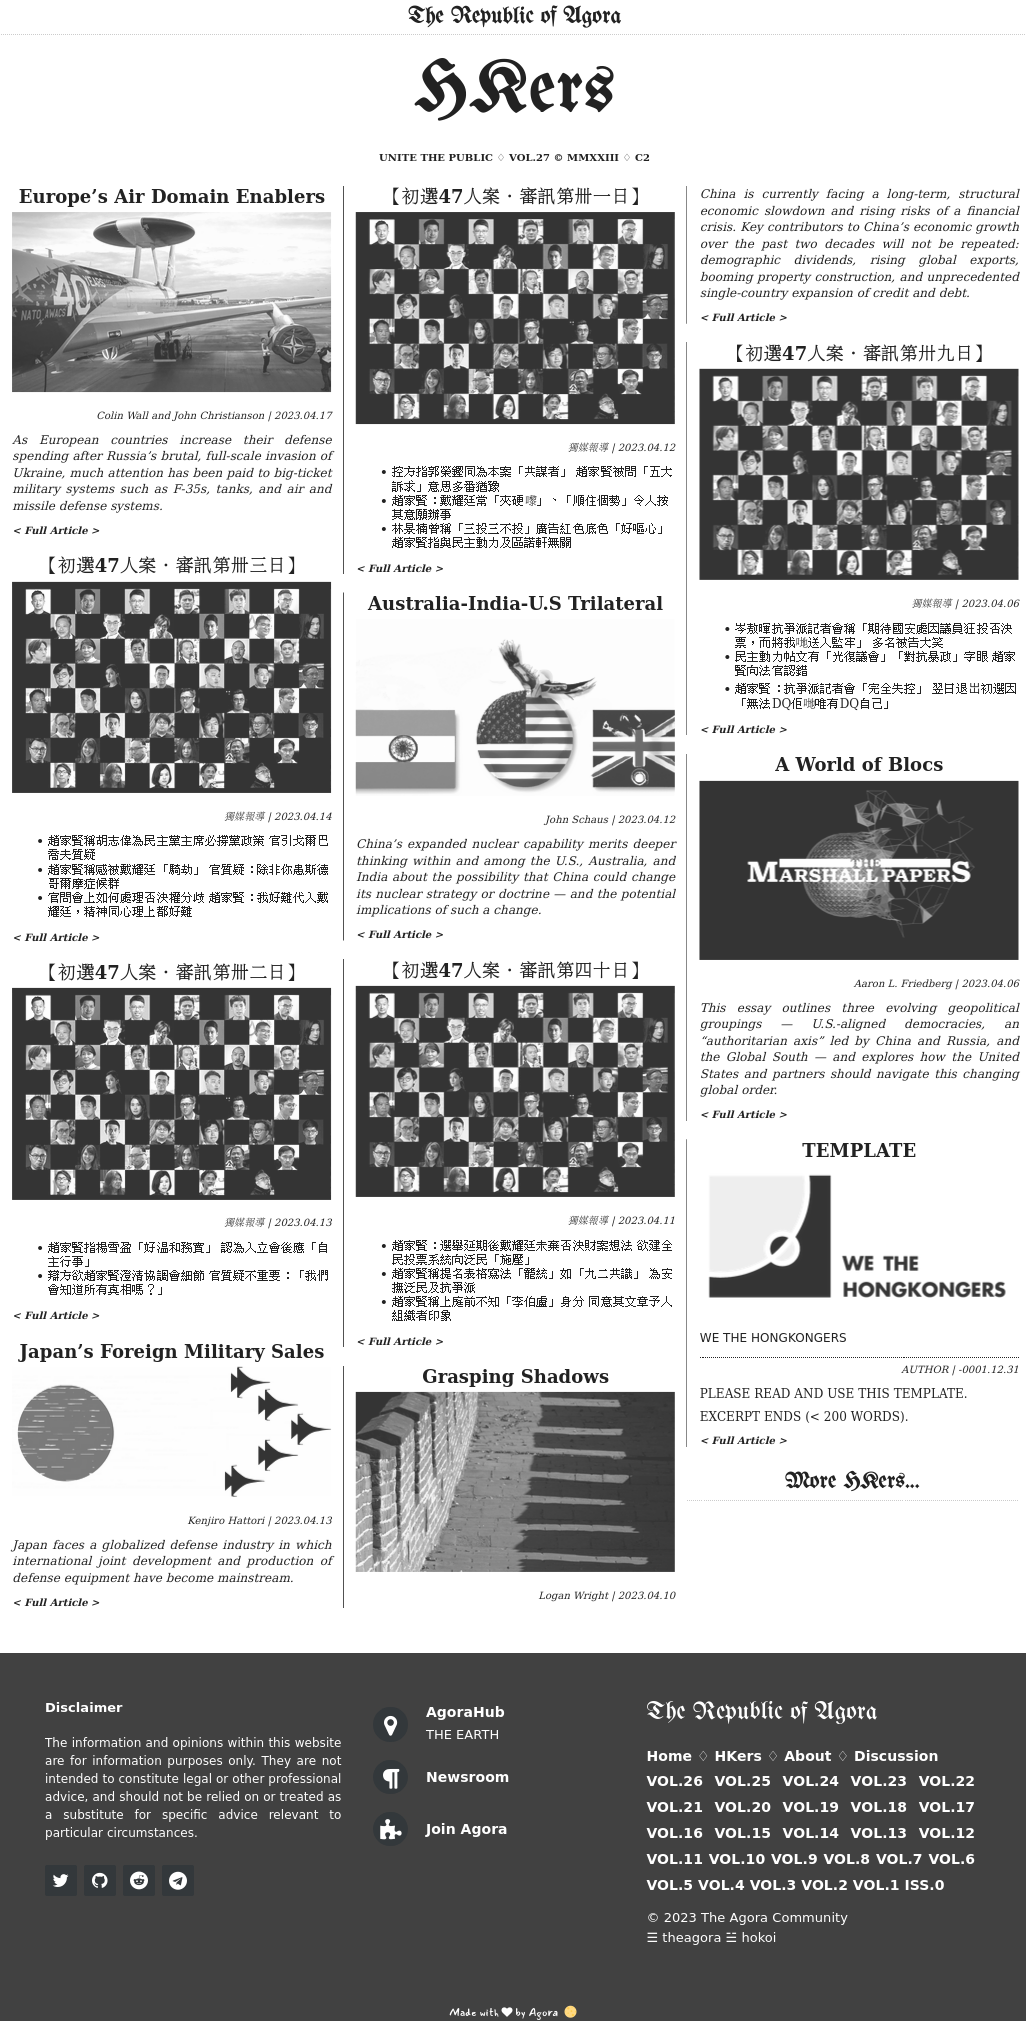 The Republic of Agora
HKers
UNITE THE PUBLIC ♢ VOL.27 © MMXXIII ♢ C2
Europe’s Air Domain Enablers
40
NATO AWACS
Colin Wall and John Christianson | 2023.04.17
As European countries increase their defense
spending after Russia’s brutal, full-scale invasion of
Ukraine, much attention has been paid to big-ticket
military systems such as F-35s, tanks, and air and
missile defense systems.
< Full Article >
【初選47人案・審訊第卅三日】
獨媒報導 | 2023.04.14
• 趙家賢稱胡志偉為民主黨主席必撐黨政策 官引戈爾巴
喬夫質疑
• 趙家賢稱感被戴耀廷「騎劫」 官質疑：除非你患斯德
哥爾摩症候群
• 官問會上如何處理否決權分歧 趙家賢：我好難代入戴
耀廷，精神同心理上都好難
< Full Article >
【初選47人案・審訊第卅二日】
獨媒報導 | 2023.04.13
• 趙家賢指楊雪盈「好溫和務實」 認為入立會後應「自
主行事」
• 辯方欲趙家賢澄清協調會細節 官質疑不重要：「我們
會知道所有真相嗎？」
< Full Article >
Japan’s Foreign Military Sales
Kenjiro Hattori | 2023.04.13
Japan faces a globalized defense industry in which
international joint development and production of
defense equipment have become mainstream.
< Full Article >
【初選47人案・審訊第卅一日】
獨媒報導 | 2023.04.12
• 控方指郭榮鏗同為本案「共謀者」 趙家賢被問「五大
訴求」意思多番猶豫
• 趙家賢：戴耀廷常「夾硬嚟」、「順住個勢」令人按
其意願辦事
• 林景楠曾稱「三投三不投」廣告紅色底色「好嘔心」
趙家賢指與民主動力及區諾軒無關
< Full Article >
Australia-India-U.S Trilateral
John Schaus | 2023.04.12
China’s expanded nuclear capability merits deeper
thinking within and among the U.S., Australia, and
India about the possibility that China could change
its nuclear strategy or doctrine — and the potential
implications of such a change.
< Full Article >
【初選47人案・審訊第四十日】
獨媒報導 | 2023.04.11
• 趙家賢：選舉延期後戴耀廷未棄否決財案想法 欲建全
民投票系統向泛民「施壓」
• 趙家賢稱提名表格寫法「籠統」如「九二共識」 為安
撫泛民及抗爭派
• 趙家賢稱上庭前不知「李伯盧」身分 同意其文章予人
組織者印象
< Full Article >
Grasping Shadows
Logan Wright | 2023.04.10
China is currently facing a long-term, structural
economic slowdown and rising risks of a financial
crisis. Key contributors to China’s economic growth
over the past two decades will not be repeated:
demographic dividends, rising global exports,
booming property construction, and unprecedented
single-country expansion of credit and debt.
< Full Article >
【初選47人案・審訊第卅九日】
獨媒報導 | 2023.04.06
• 岑敖暉抗爭派記者會稱「期待國安處因議員狂投否決
票，而將我哋送入監牢」 多名被告大笑
• 民主動力帖文有「光復議會」「對抗暴政」字眼 趙家
賢向法官認錯
• 趙家賢：抗爭派記者會「完全失控」 翌日退出初選因
「無法DQ佢哋唯有DQ自己」
< Full Article >
A World of Blocs
THE
MARSHALL PAPERS
Aaron L. Friedberg | 2023.04.06
This essay outlines three evolving geopolitical
groupings — U.S.-aligned democracies, an
“authoritarian axis” led by China and Russia, and
the Global South — and explores how the United
States and partners should navigate this changing
global order.
< Full Article >
TEMPLATE
WE THE
HONGKONGERS
WE THE HONGKONGERS
AUTHOR | -0001.12.31
PLEASE READ AND USE THIS TEMPLATE.
EXCERPT ENDS (< 200 WORDS).
< Full Article >
More HKers...
Disclaimer
The information and opinions within this website
are for information purposes only. They are not
intended to constitute legal or other professional
advice, and should not be relied on or treated as
a substitute for specific advice relevant to
particular circumstances.
AgoraHub
THE EARTH
Newsroom
Join Agora
The Republic of Agora
Home ♢ HKers ♢ About ♢ Discussion
VOL.26 VOL.25 VOL.24 VOL.23 VOL.22
VOL.21 VOL.20 VOL.19 VOL.18 VOL.17
VOL.16 VOL.15 VOL.14 VOL.13 VOL.12
VOL.11 VOL.10 VOL.9 VOL.8 VOL.7 VOL.6
VOL.5 VOL.4 VOL.3 VOL.2 VOL.1 ISS.0
© 2023 The Agora Community
☰ theagora ☱ hokoi
Made with ❤ by Agora